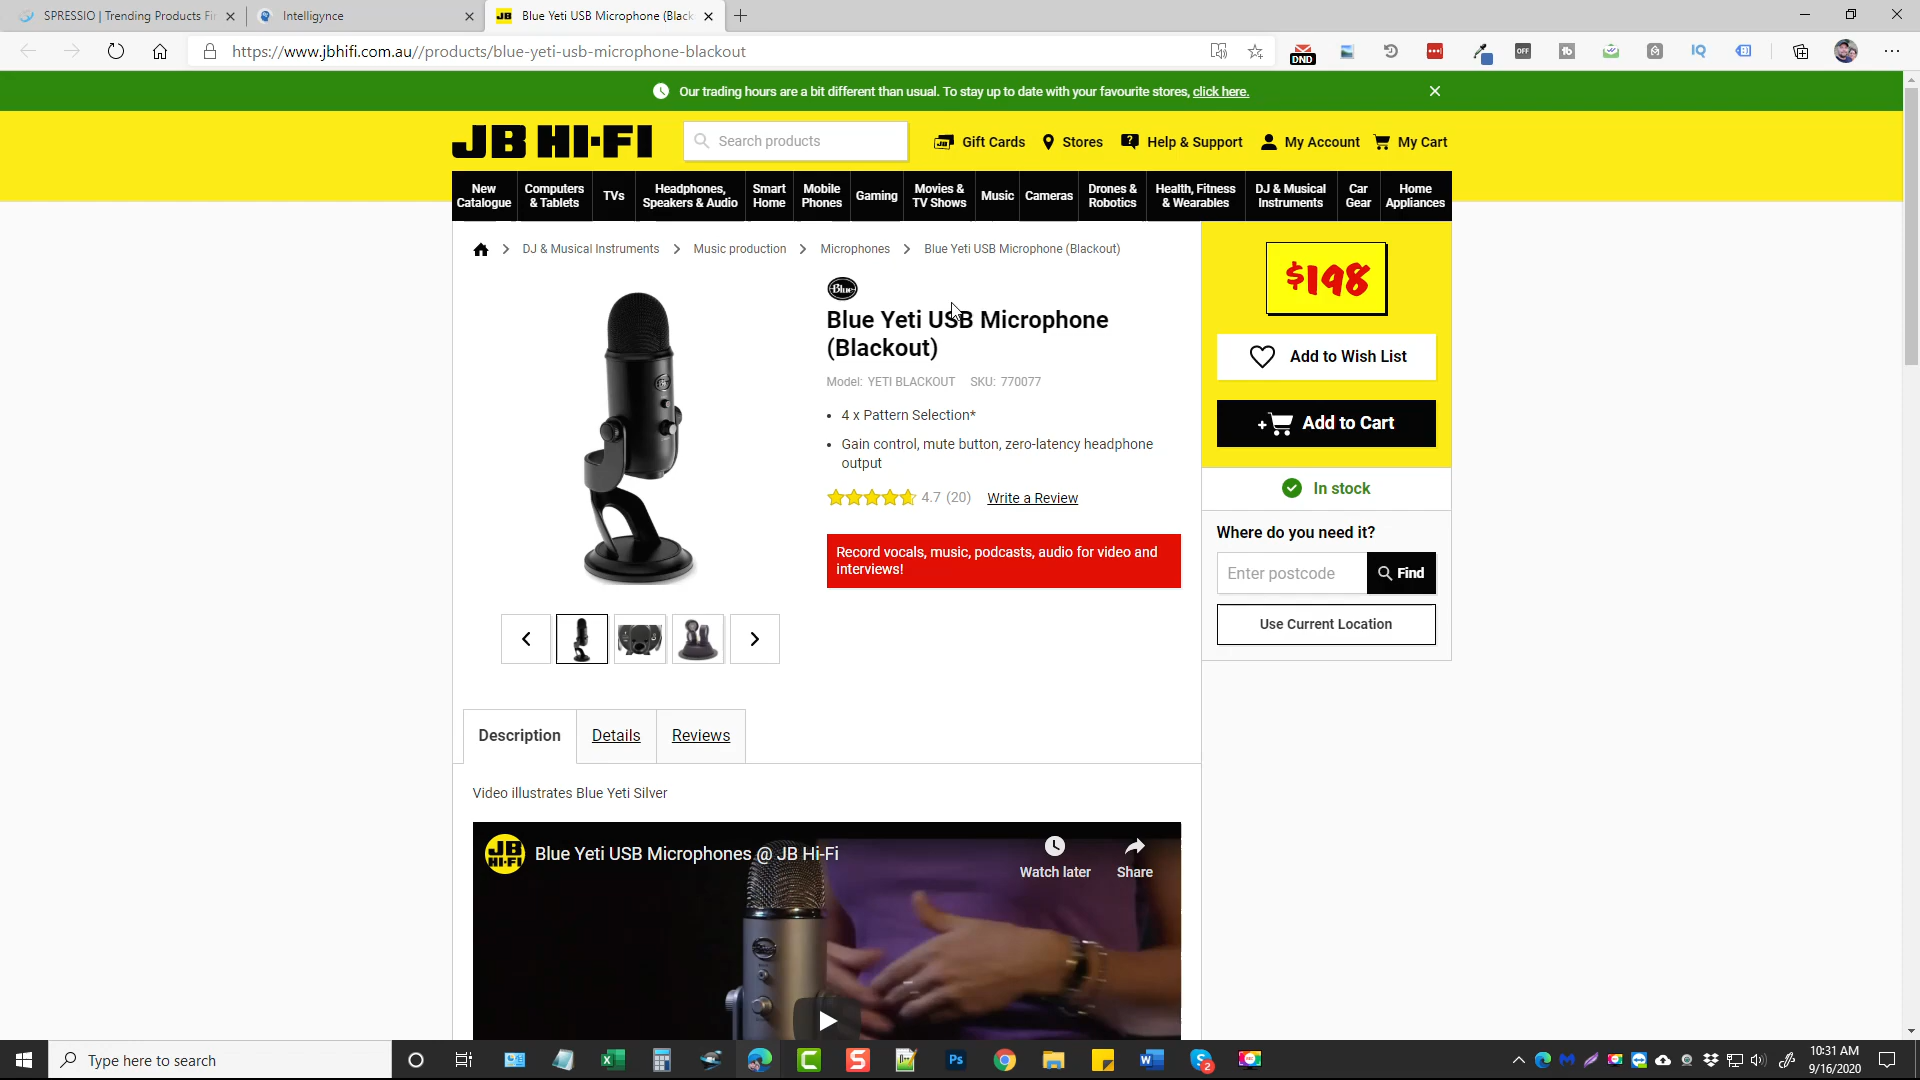 SPRESSIO | Trending Products Fi
Intelligynce
Blue Yeti USB Microphone (Black
https://www.jbhifi.com.au//products/blue-yeti-usb-microphone-blackout
DND
OFF
IQ
Our trading hours are a bit different than usual. To stay up to date with your favourite stores, click here.
JB HI-FI
Search products
Gift Cards
Stores
Help & Support
My Account
My Cart
New
Catalogue
Computers
& Tablets
TVs
Headphones,
Speakers & Audio
Smart
Home
Mobile
Phones
Gaming
Movies &
TV Shows
Music
Cameras
Drones &
Robotics
Health, Fitness
& Wearables
DJ & Musical
Instruments
Car
Gear
Home
Appliances
DJ & Musical Instruments
Music production
Microphones
Blue Yeti USB Microphone (Blackout)
Blue
Blue Yeti USB Microphone
(Blackout)
Model: YETI BLACKOUT SKU: 770077
4 x Pattern Selection*
Gain control, mute button, zero-latency headphone
output
4.7 (20)
Write a Review
Record vocals, music, podcasts, audio for video and
interviews!
$198
Add to Wish List
+ Add to Cart
In stock
Where do you need it?
Enter postcode
Find
Use Current Location
Description
Details
Reviews
Video illustrates Blue Yeti Silver
JB
HI-FI
Blue Yeti USB Microphones @ JB Hi-Fi
Watch later
Share
Type here to search
Ps
2
10:31 AM
9/16/2020